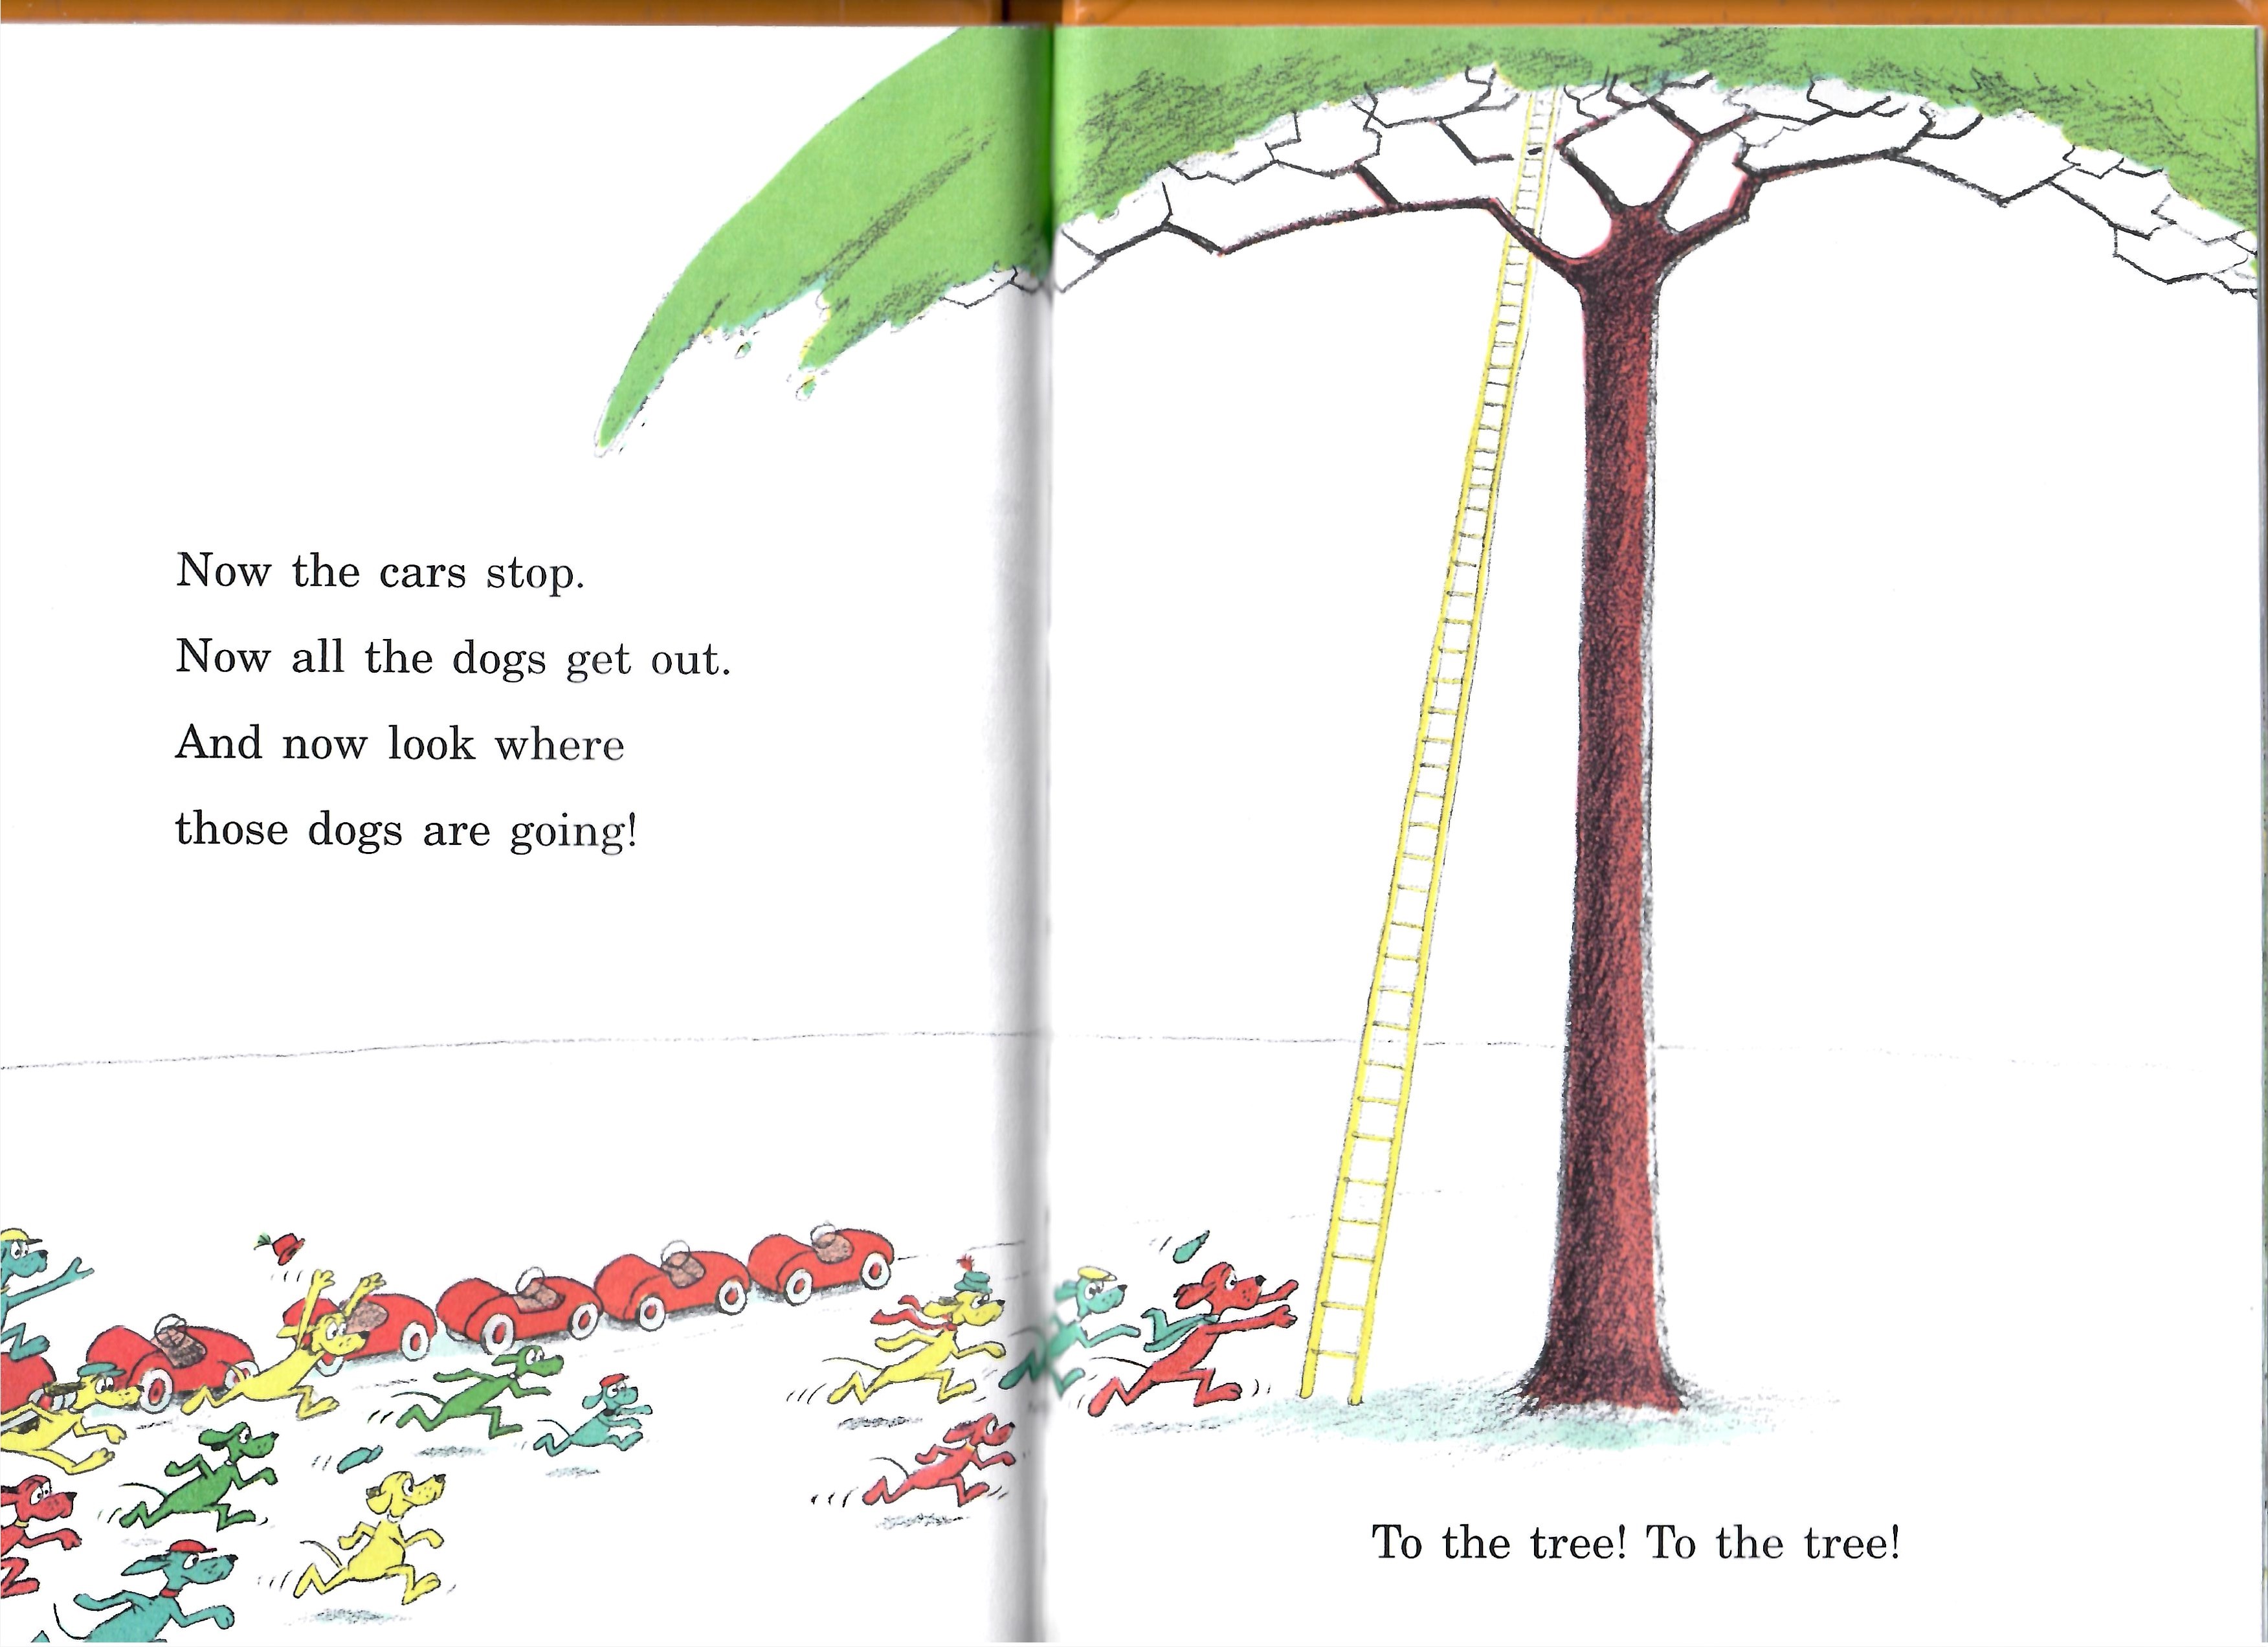 Now the cars stop.
Now all the dogs get out.
And now look where
those dogs are going!
To the tree! To the tree!